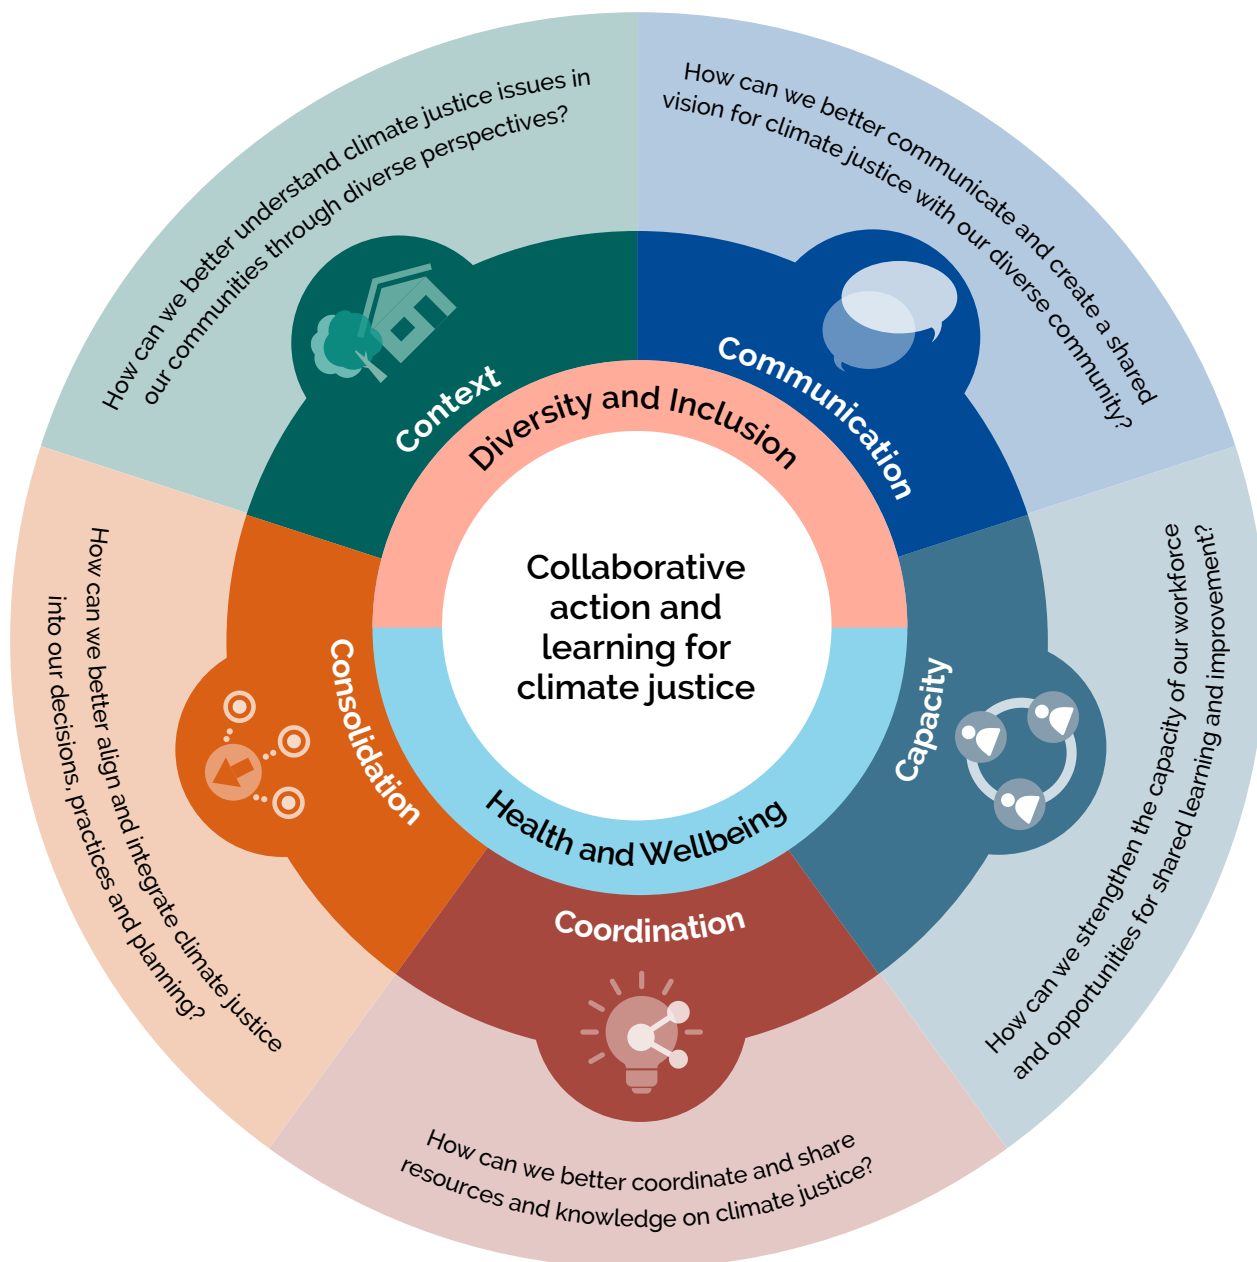 How can we better understand climate justice issues in
our communities through diverse perspectives?
How can we better communicate and create a shared
vision for climate justice with our diverse community?
Context
Communication
Diversity and Inclusion
Collaborative
action and
learning for
climate justice
Health and Wellbeing
Consolidation
How can we better align and integrate climate justice
into our decisions, practices and planning?
Capacity
How can we strengthen the capacity of our workforce
and opportunities for shared learning and improvement?
Coordination
How can we better coordinate and share
resources and knowledge on climate justice?